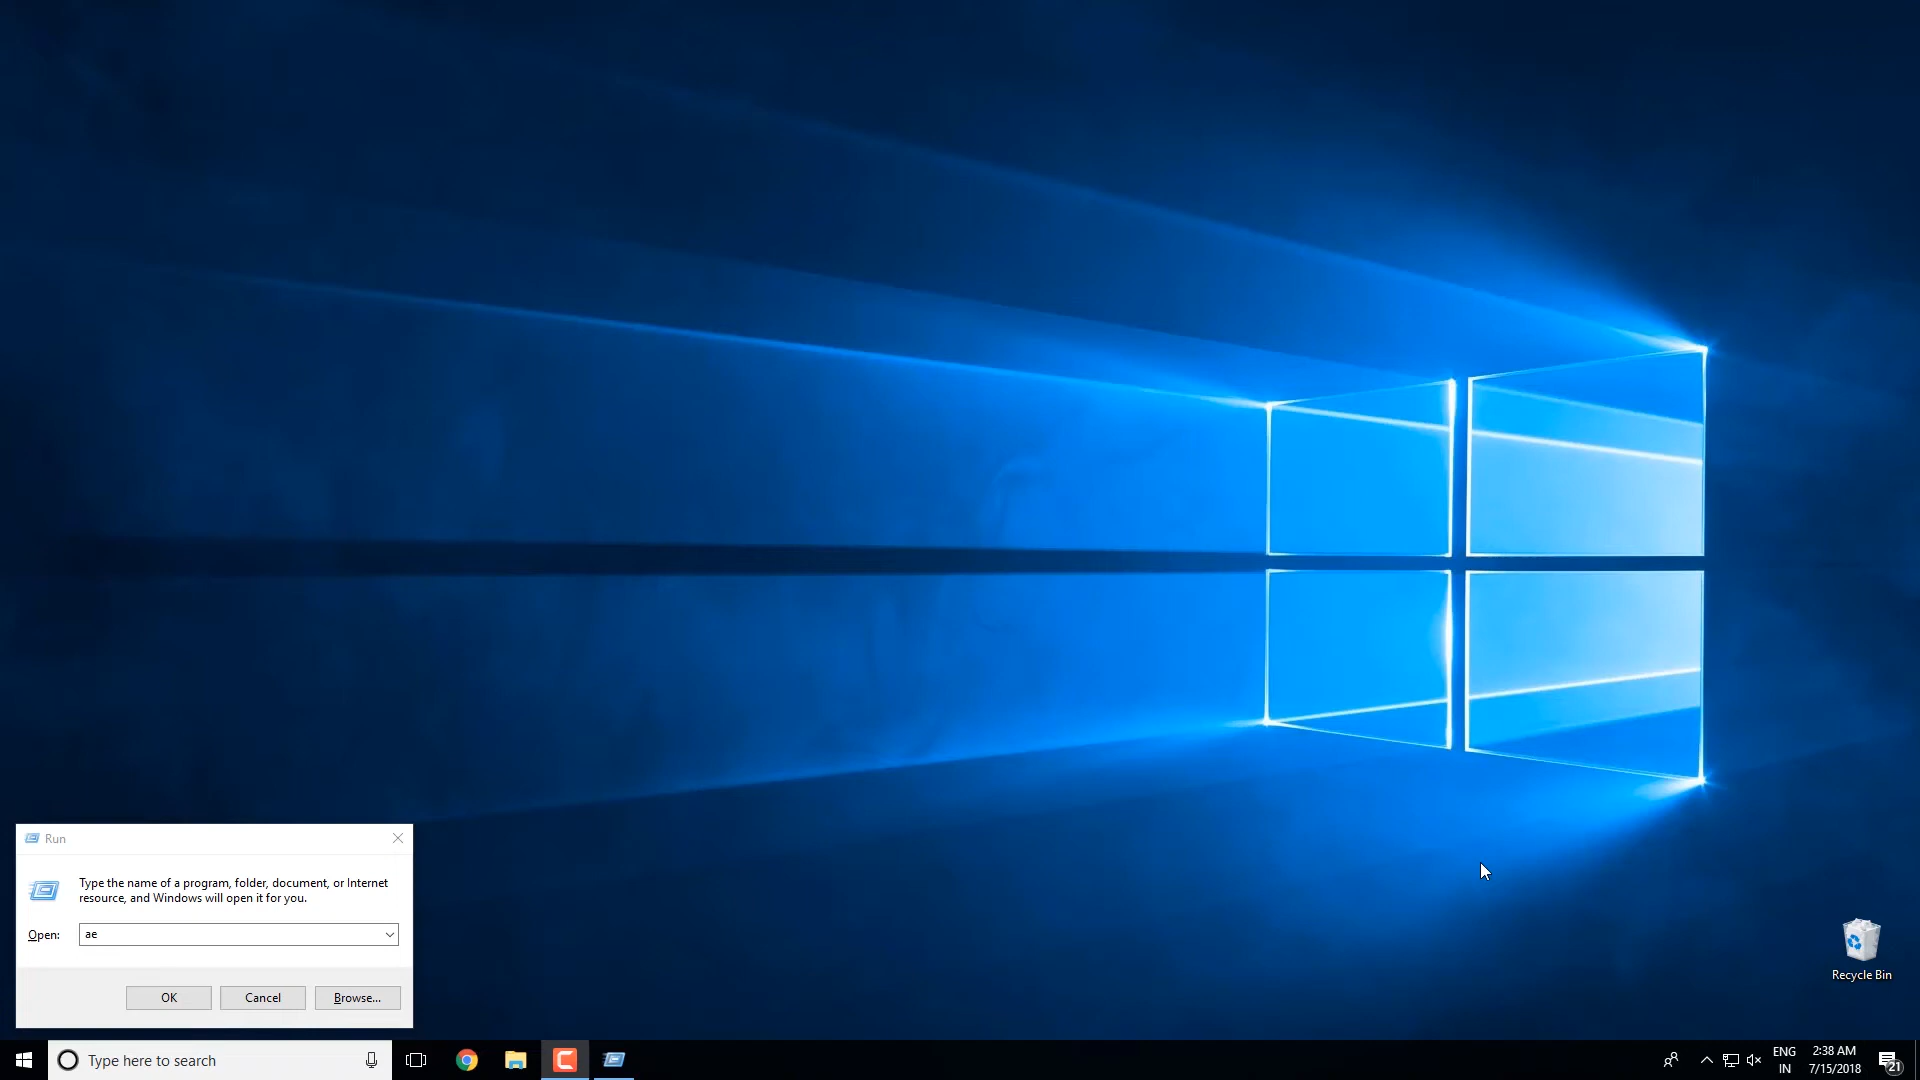 Run
Type the name of a program, folder, document, or Internet
resource, and Windows will open it for you.
Open:
ae
OK
Cancel
Browse...
Recycle Bin
Type here to search
ENG
IN
2:38 AM
7/15/2018
21